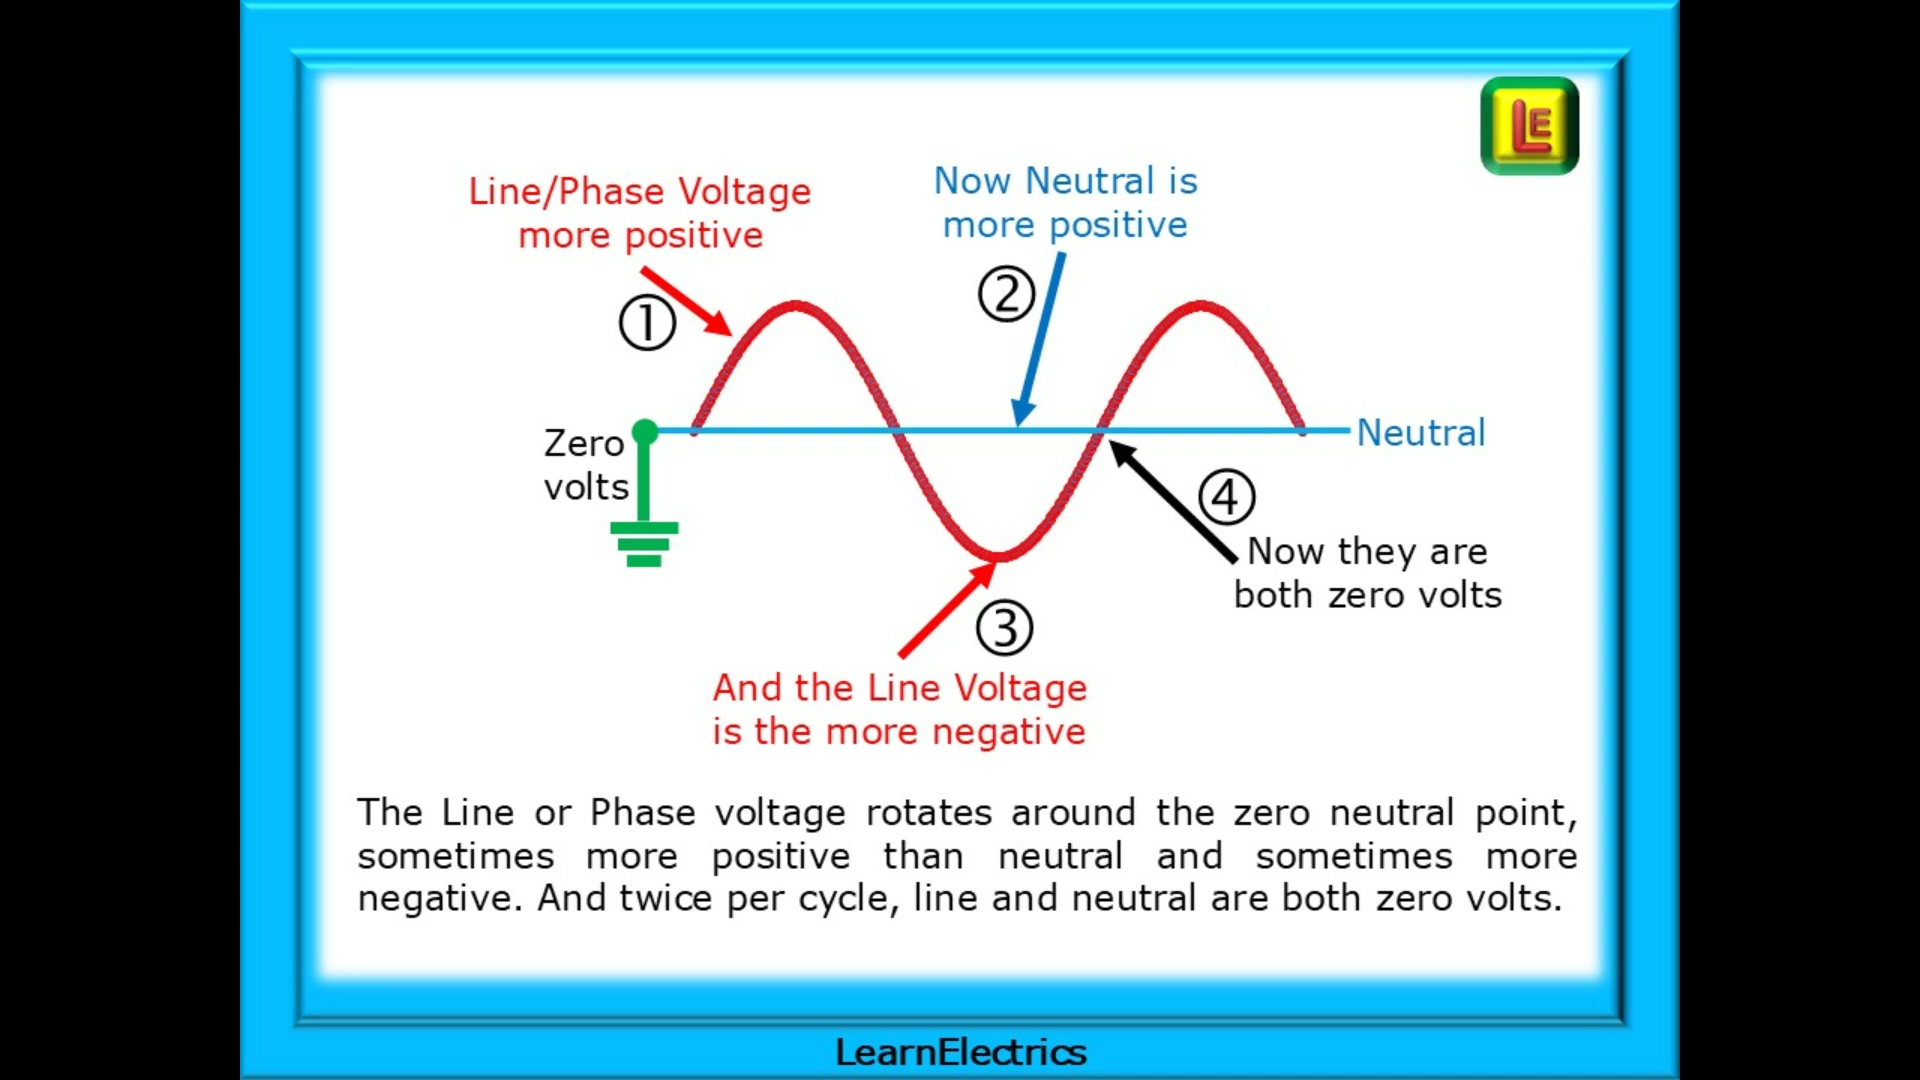 LE
Line/Phase Voltage
more positive
Now Neutral is
more positive
①
②
Zero
volts
Neutral
④
Now they are
both zero volts
③
And the Line Voltage
is the more negative
The Line or Phase voltage rotates around the zero neutral point,
sometimes more positive than neutral and sometimes more
negative. And twice per cycle, line and neutral are both zero volts.
LearnElectrics